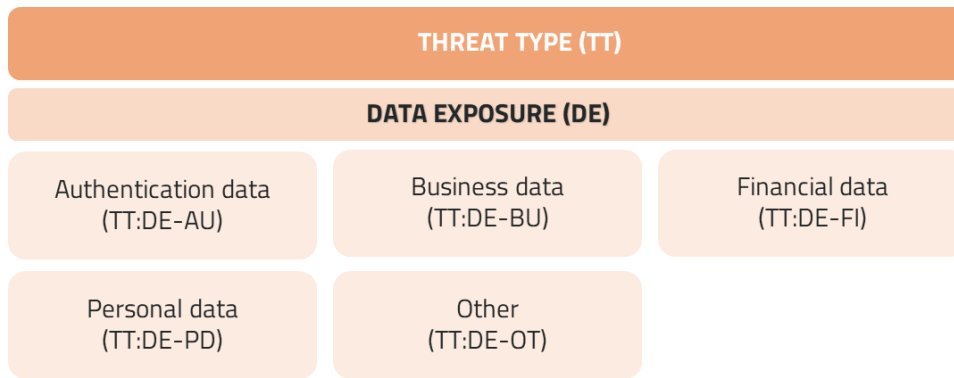 THREAT TYPE (TT)
DATA EXPOSURE (DE)
Authentication data
(TT:DE-AU)
Business data
(TT:DE-BU)
Financial data
(TT:DE-FI)
Personal data
(TT:DE-PD)
Other
(TT:DE-OT)